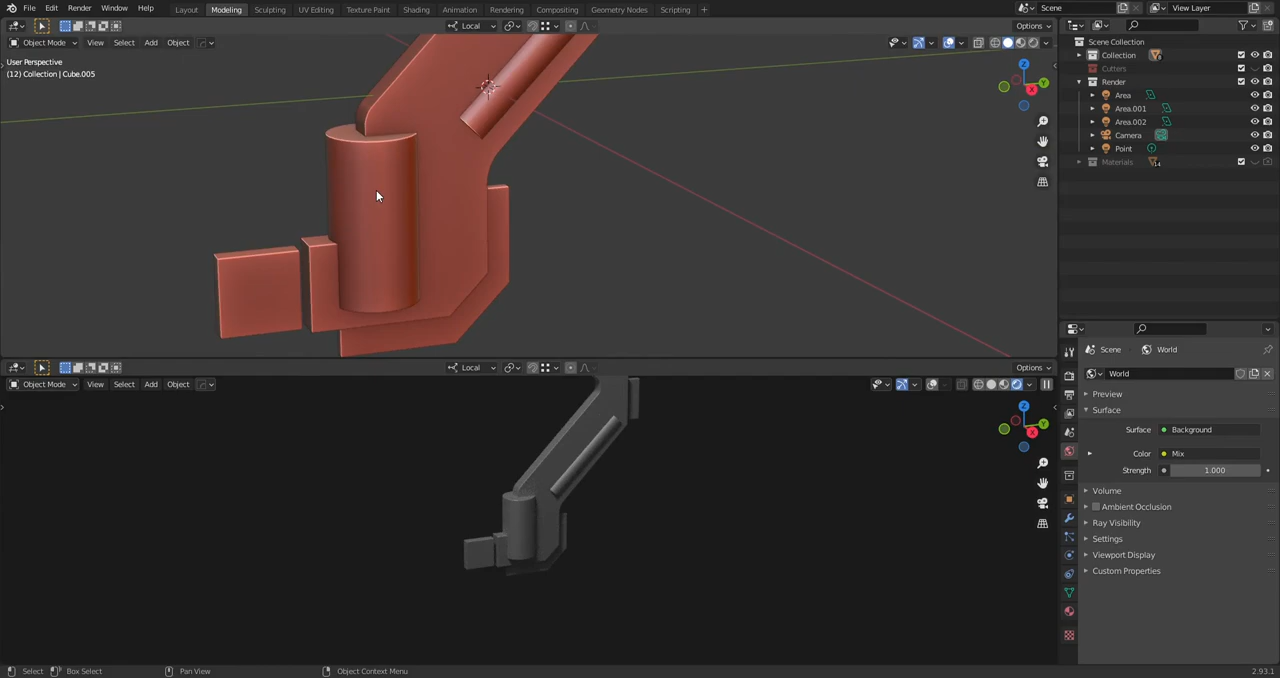 File Edit Render Window Help Layout Modeling Sculpting UV Editing Texture Paint Shading Animation Rendering Compositing Geometry Nodes Scripting + Scene View Layer
Local Options
Object Mode View Select Add Object
User Perspective
(12) Collection | Cube.005
Z
Y
X
Scene Collection
Collection
Cutters
Render
Area
Area.001
Area.002
Camera
Point
Materials 14
Scene World
World
Preview
Surface
Surface Background
Color Mix
Strength 1.000
Volume
Ambient Occlusion
Ray Visibility
Settings
Viewport Display
Custom Properties
Local Options
Object Mode View Select Add Object
Z
Y
X
Select Box Select Pan View Object Context Menu 2.93.1